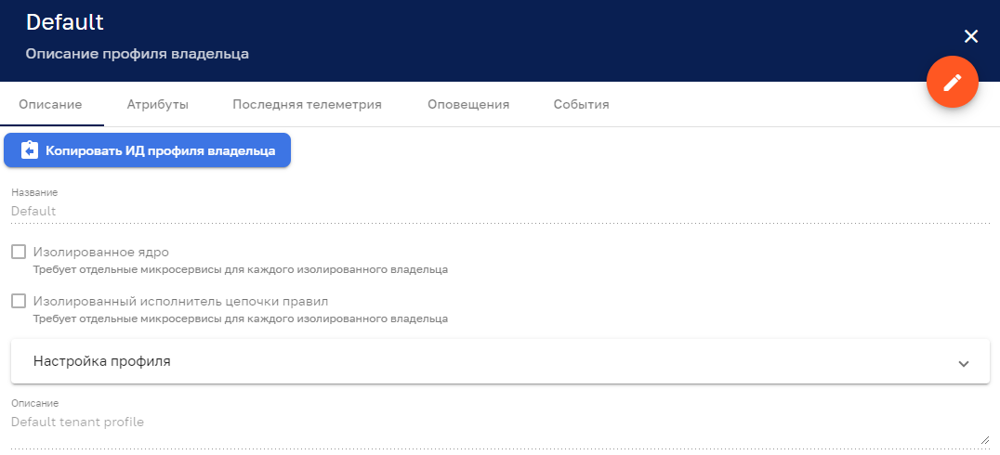 Default
Описание профиля владельца
Описание Атрибуты Последняя телеметрия Оповещения События
Копировать ИД профиля владельца
Название
Default
Изолированное ядро
Требует отдельные микросервисы для каждого изолированного владельца
Изолированный исполнитель цепочки правил
Требует отдельные микросервисы для каждого изолированного владельца
Настройка профиля
Описание
Default tenant profile